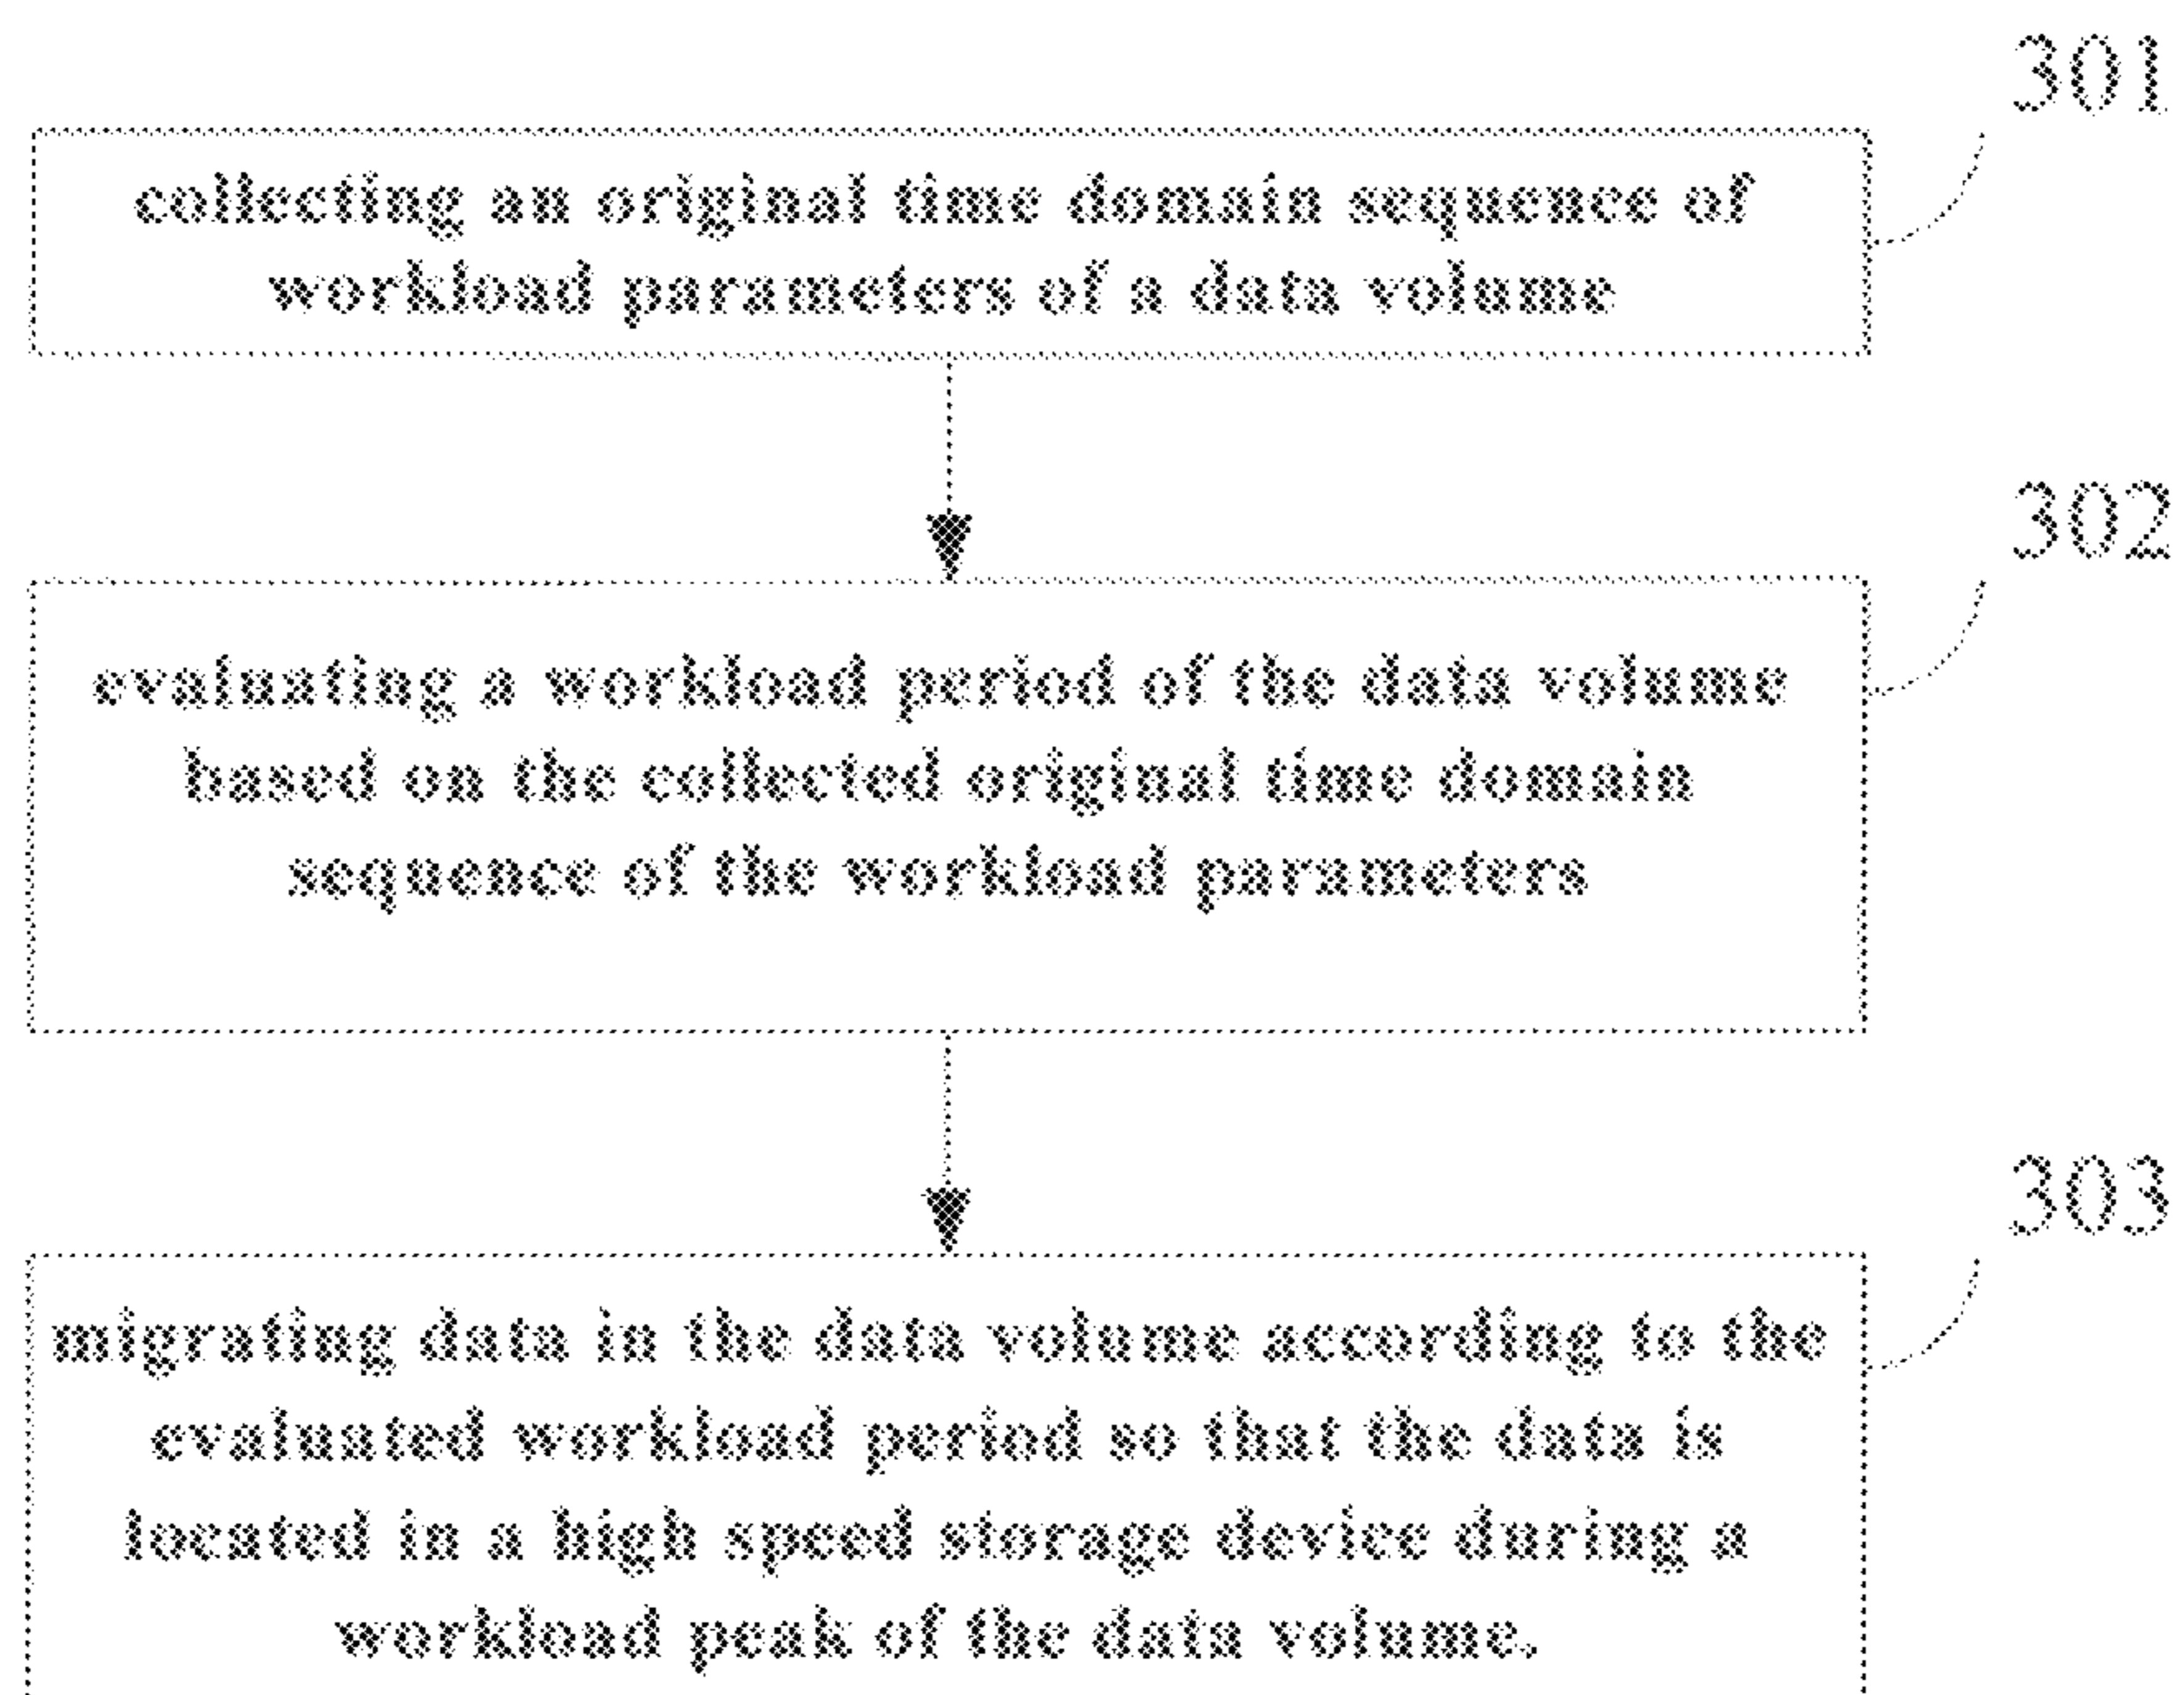 301
collecting an original time domain sequence of
workload parameters of a data volume
302
evaluating a workload period of the data volume
based on the collected original time domain
sequence of the workload parameters
303
migrating data in the data volume according to the
evaluated workload period so that the data is
located in a high speed storage device during a
workload peak of the data volume.